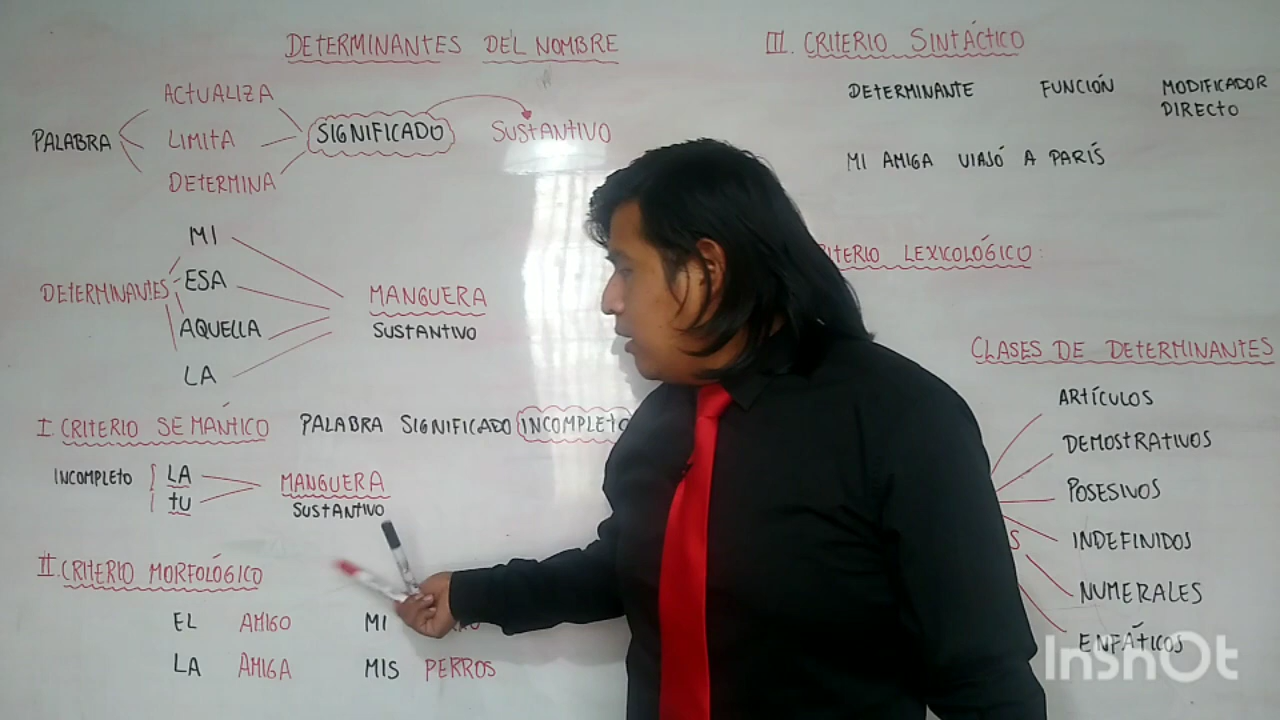 DETERMINANTES DEL NOMBRE
PALABRA
ACTUALIZA
LIMITA
DETERMINA
SIGNIFICADO
SUSTANTIVO
DETERMINANTES
MI
ESA
AQUELLA
LA
MANGUERA
SUSTANTIVO
I. CRITERIO SEMÁNTICO PALABRA SIGNIFICADO INCOMPLETO
INCOMPLETO
LA
TU
MANGUERA
SUSTANTIVO
II. CRITERIO MORFOLÓGICO
EL AMIGO MI
LA AMIGA MIS PERROS
III. CRITERIO SINTÁCTICO
DETERMINANTE FUNCIÓN MODIFICADOR
DIRECTO
MI AMIGA VIAJÓ A PARÍS
LEXICOLÓGICO:
CLASES DE DETERMINANTES
ARTÍCULOS
DEMOSTRATIVOS
POSESIVOS
INDEFINIDOS
NUMERALES
ENFÁTICOS
InShOt